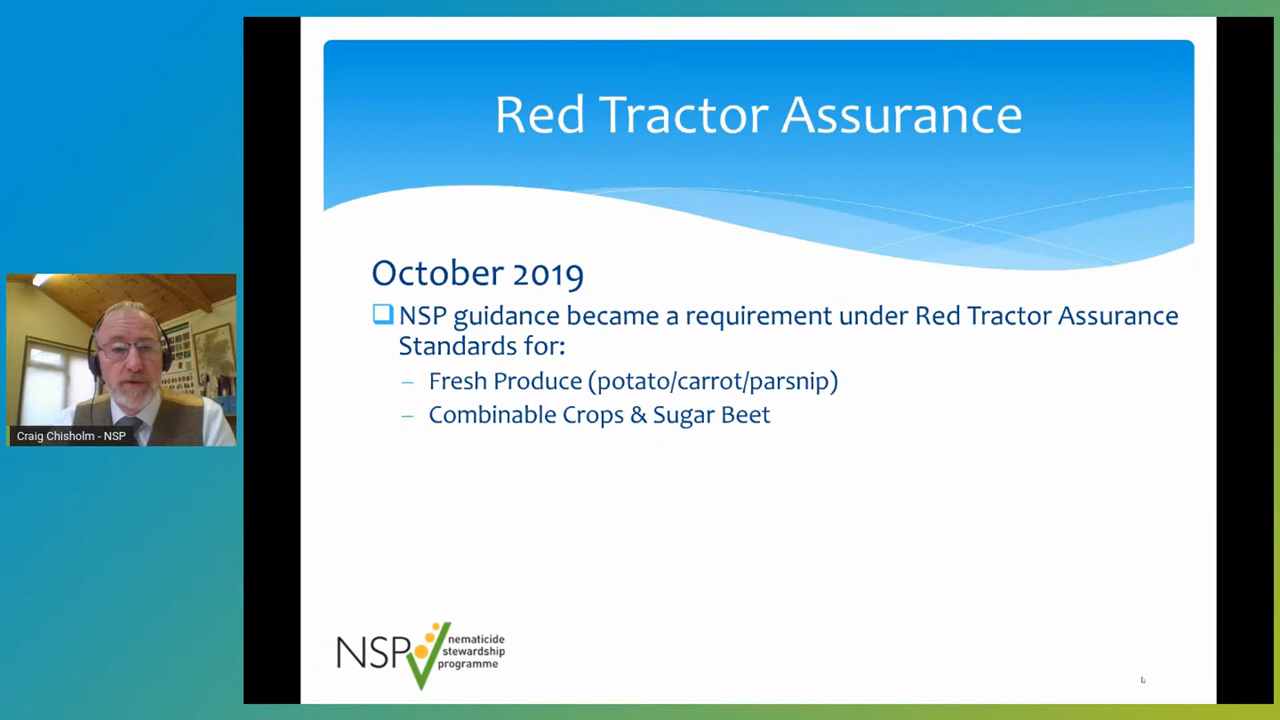 Red Tractor Assurance
October 2019
NSP guidance became a requirement under Red Tractor Assurance
Standards for:
– Fresh Produce (potato/carrot/parsnip)
– Combinable Crops & Sugar Beet
Craig Chisholm - NSP
NSP
nematicide
stewardship
programme